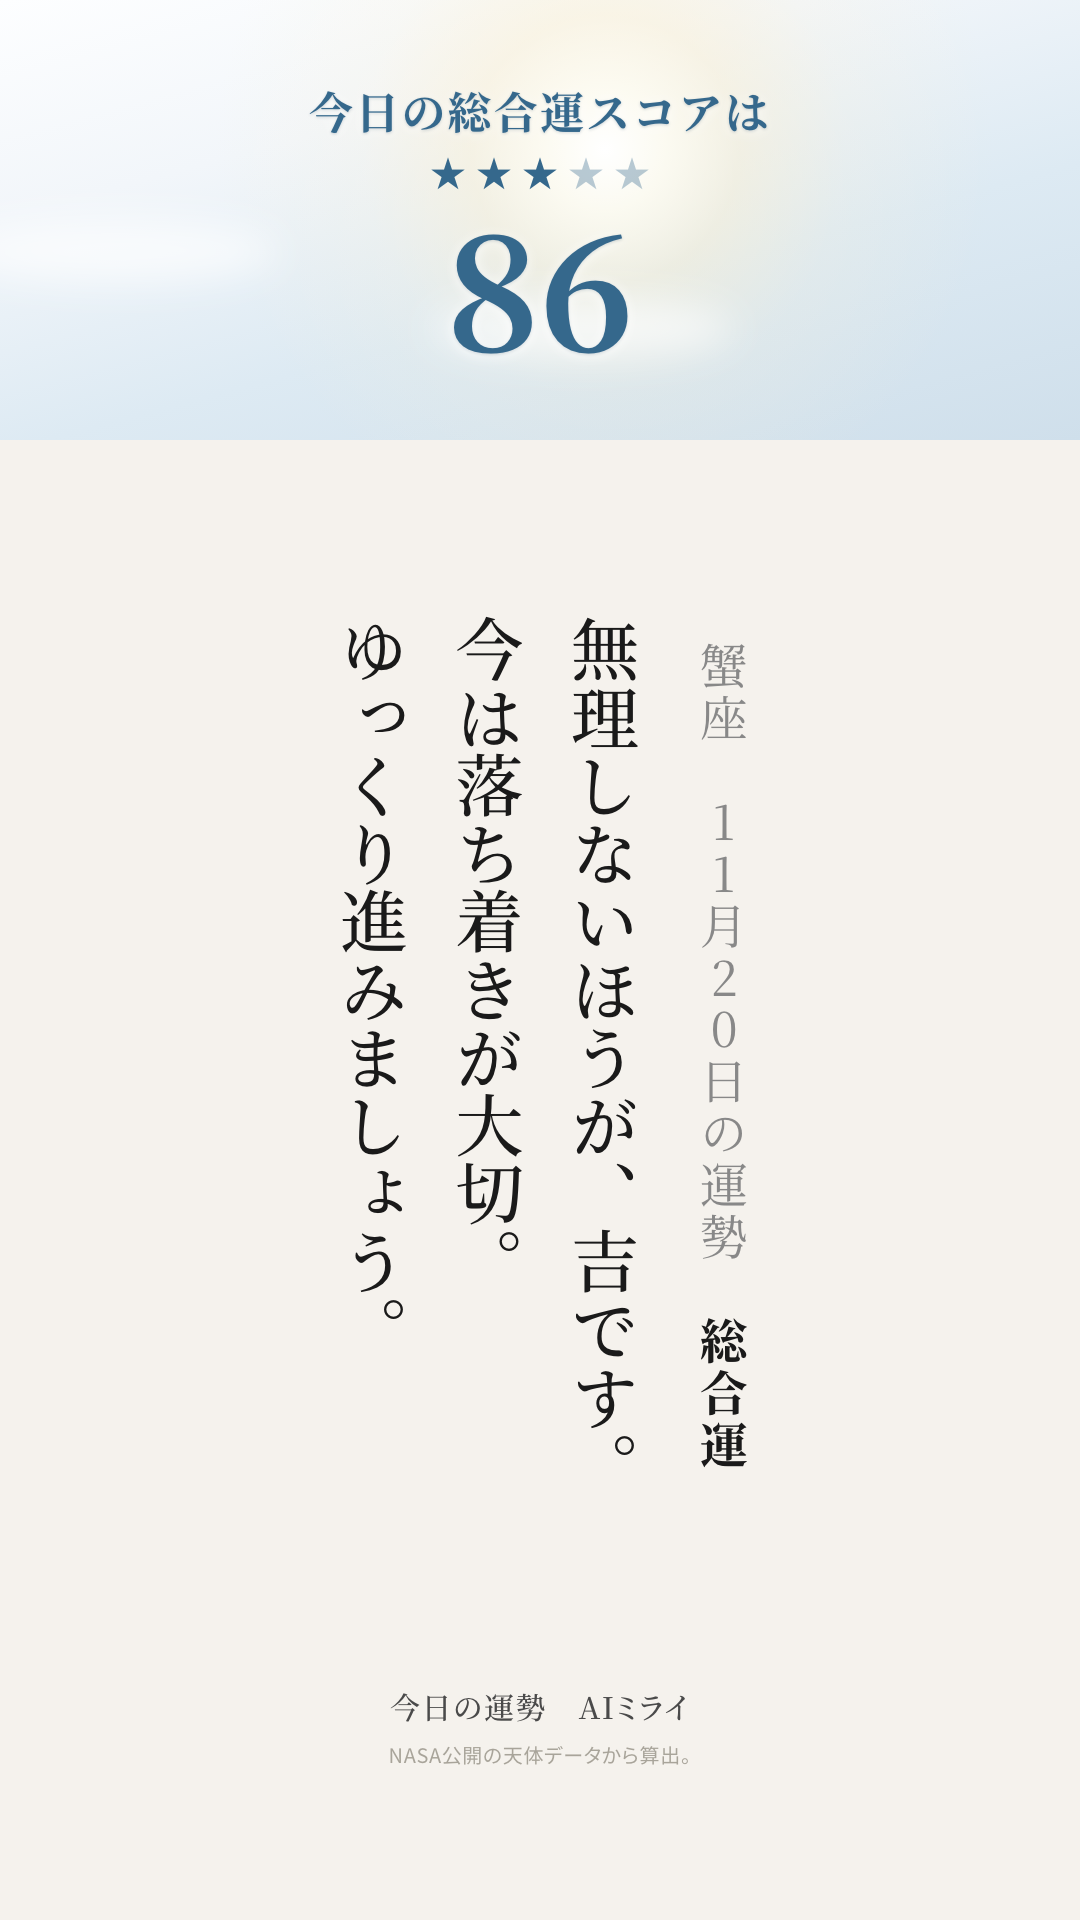 今日の総合運スコアは
★★★★★
86
蟹座　11月20日の運勢　総合運
無理しないほうが、吉です。
今は落ち着きが大切。
ゆっくり進みましょう。
今日の運勢　AIミライ
NASA公開の天体データから算出。